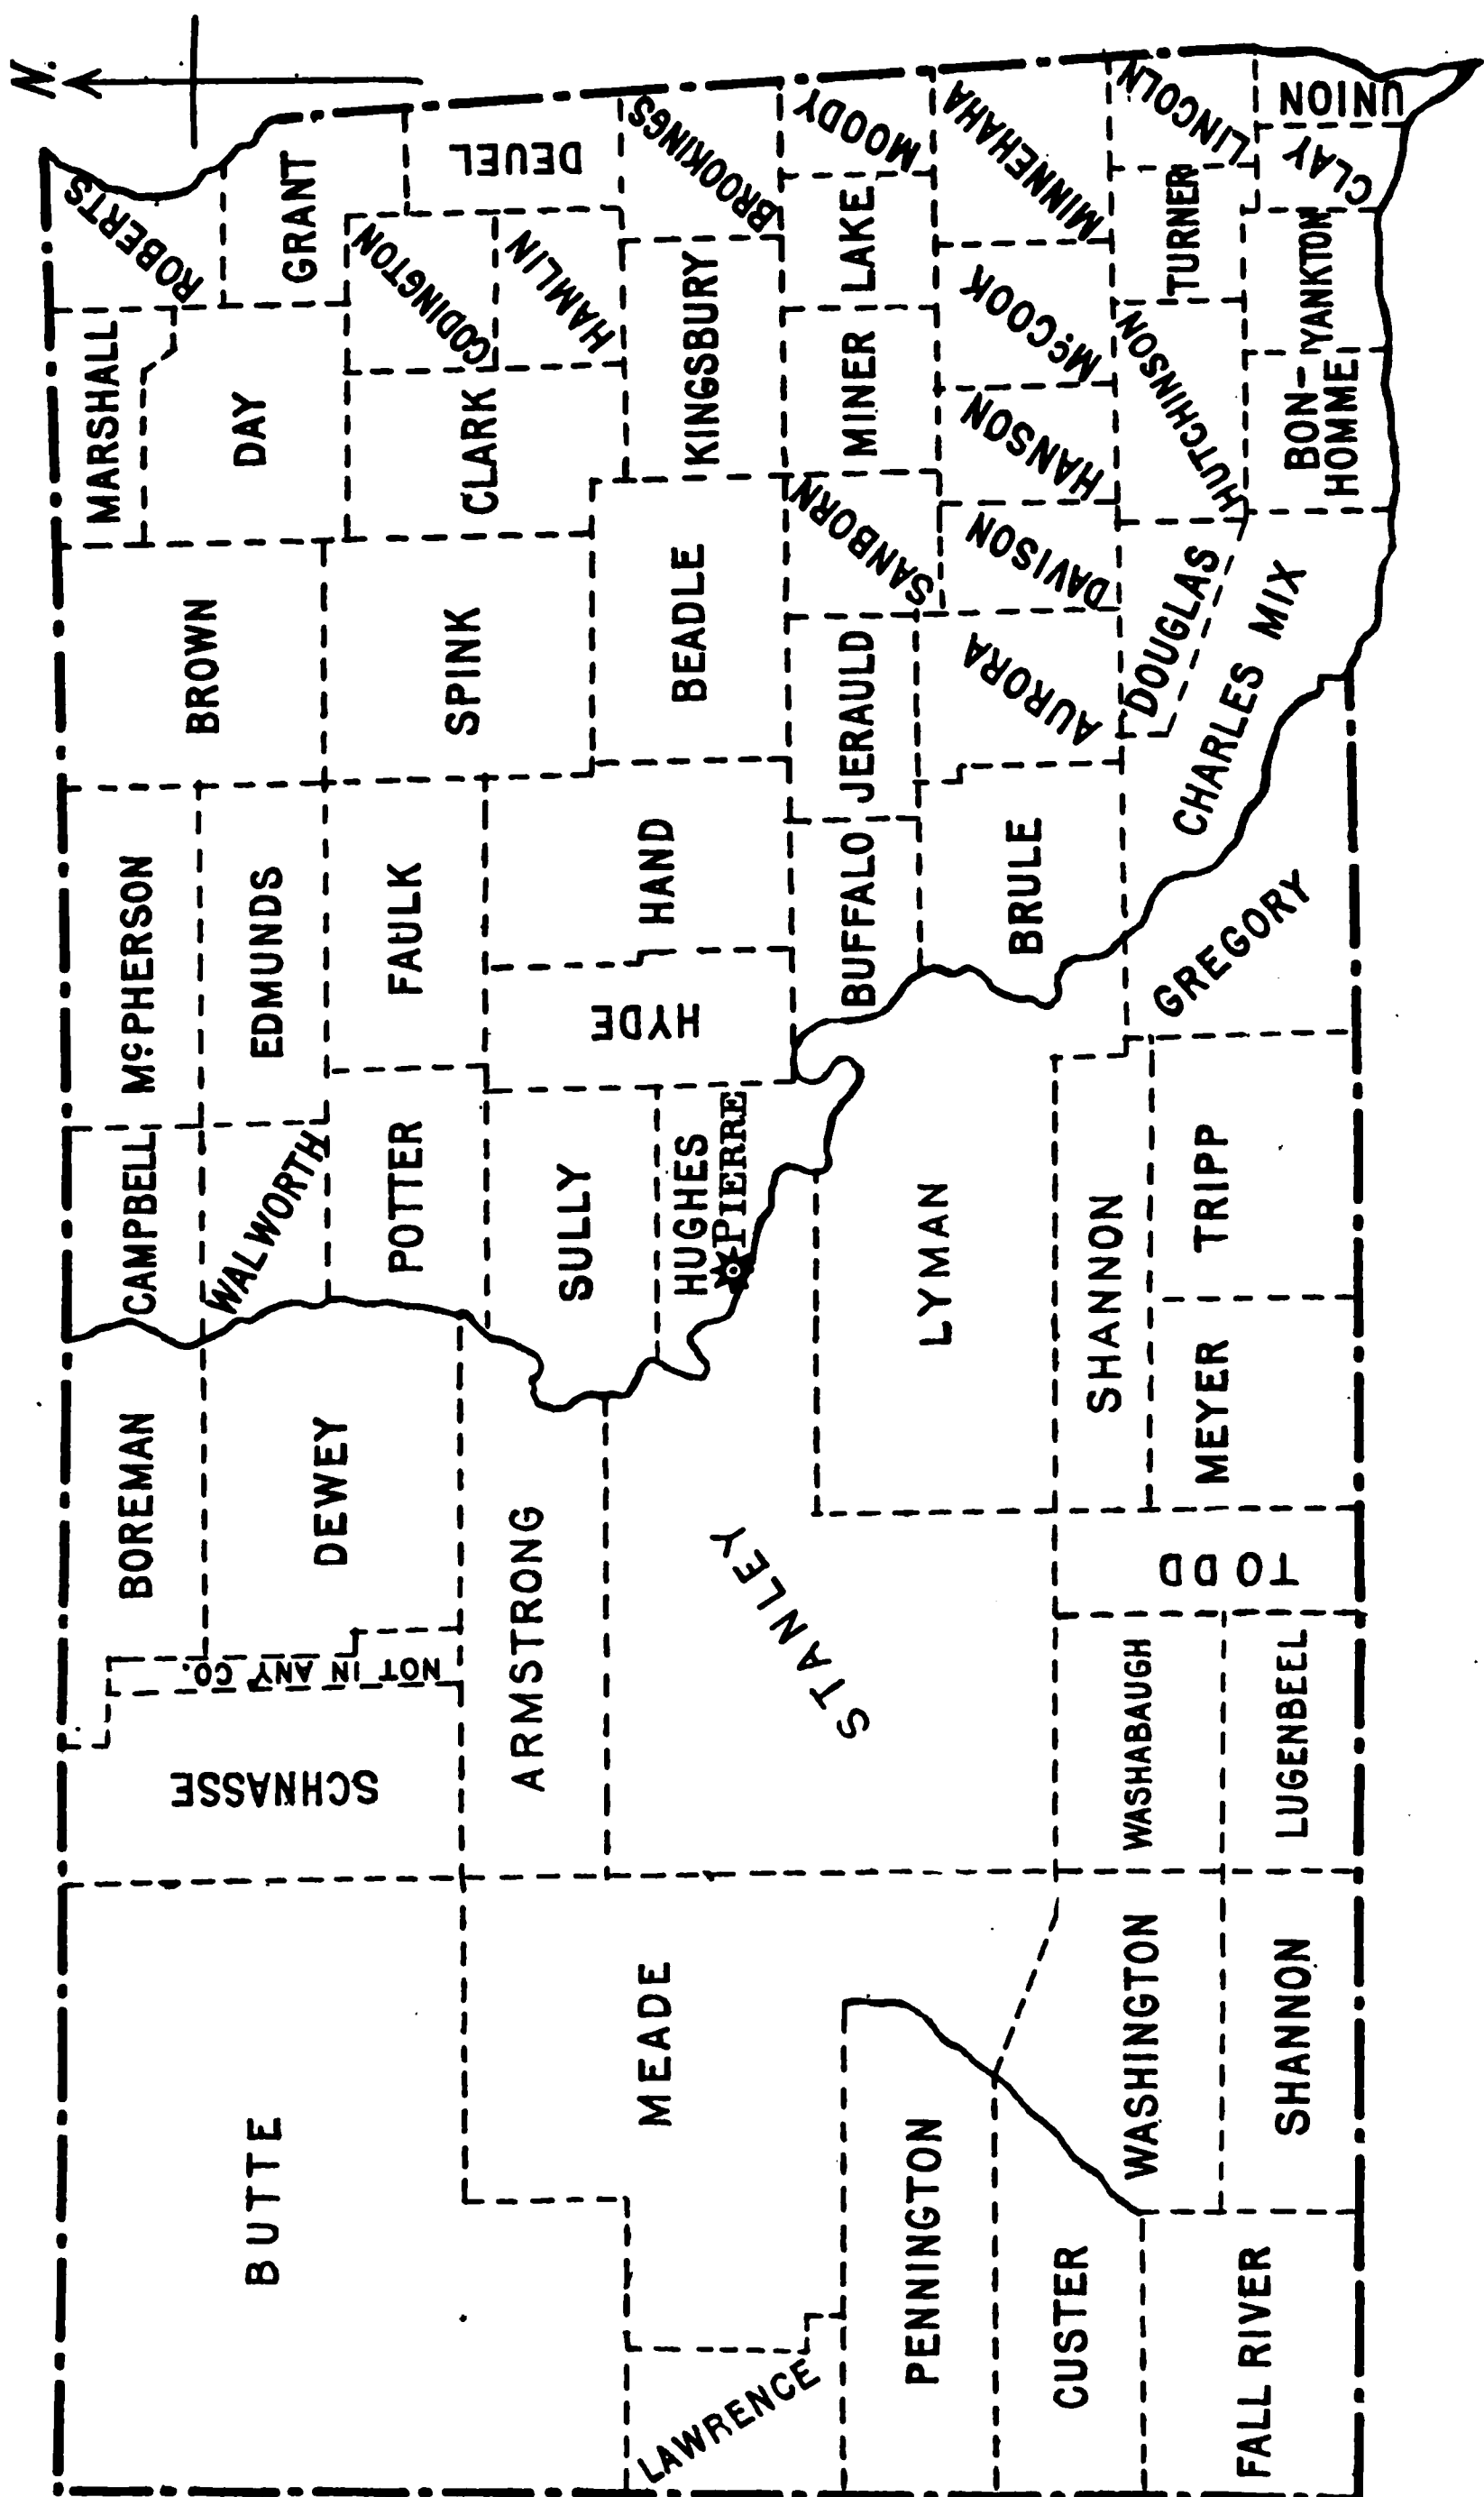 N.
ROBERTS
MARSHALL
BROWN
McPHERSON
CAMPBELL
BOREMAN
SCHNASSE
NOT IN ANY CO.
BUTTE
DAY
GRANT
EDMUNDS
WALWORTH
DEWEY
CODINGTON
DEUEL
CLARK
HAMLIN
SPINK
FAULK
POTTER
ARMSTRONG
BROOKINGS
KINGSBURY
BEADLE
HAND
HYDE
SULLY
HUGHES
PIERRE
STANLEY
MEADE
LAWRENCE
MOODY
LAKE
MINER
SANBORN
JERAULD
BUFFALO
LYMAN
PENNINGTON
MINNEHAHA
McCOOK
HANSON
DAVISON
AURORA
BRULE
SHANNON
CUSTER
LINCOLN
TURNER
HUTCHINSON
DOUGLAS
CHARLES MIX
GREGORY
TRIPP
MEYER
TODD
WASHABAUGH
WASHINGTON
UNION
CLAY
YANKTON
BON-
HOMME
LUGENBEEL
SHANNON
FALL RIVER